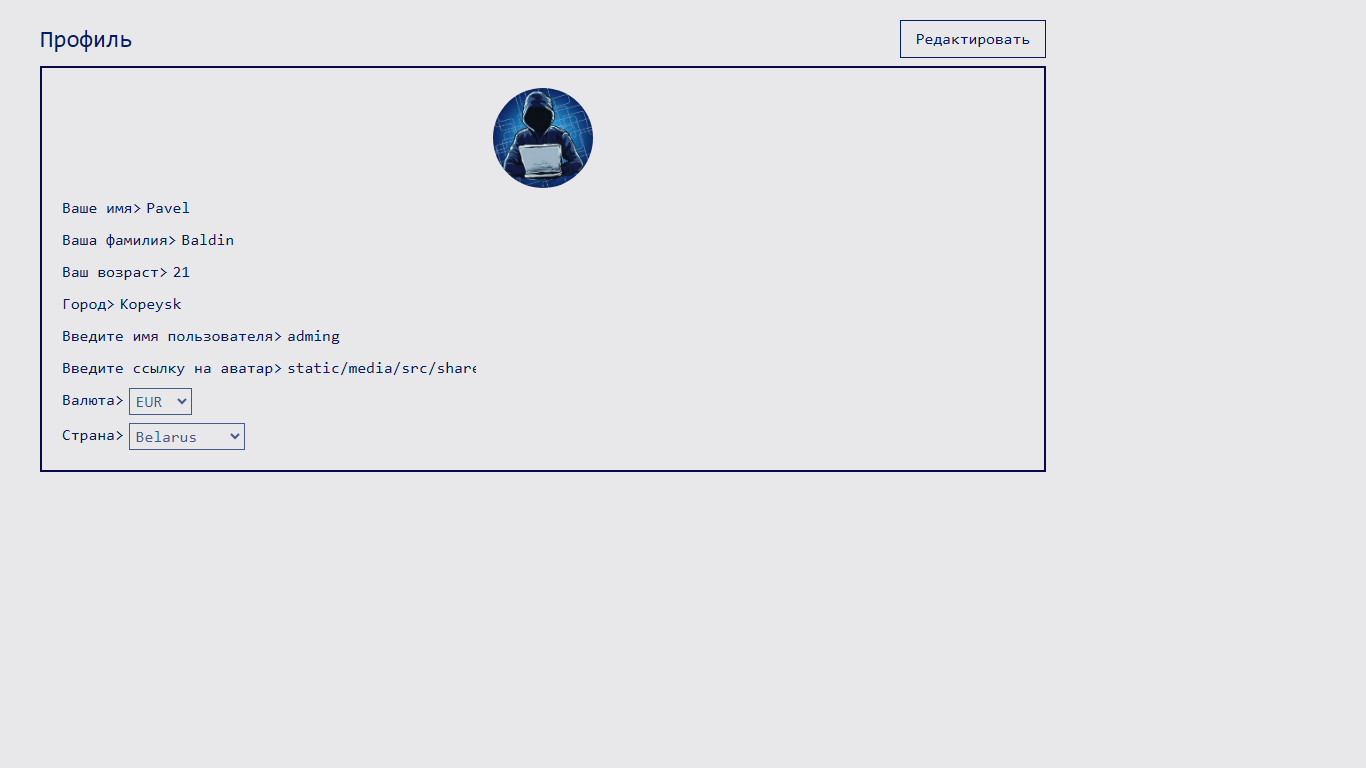 Профиль
Редактировать
Ваше имя> Pavel
Ваша фамилия> Baldin
Ваш возраст> 21
Город> Kopeysk
Введите имя пользователя> adming
Введите ссылку на аватар> static/media/src/share
Валюта> EUR
Страна> Belarus